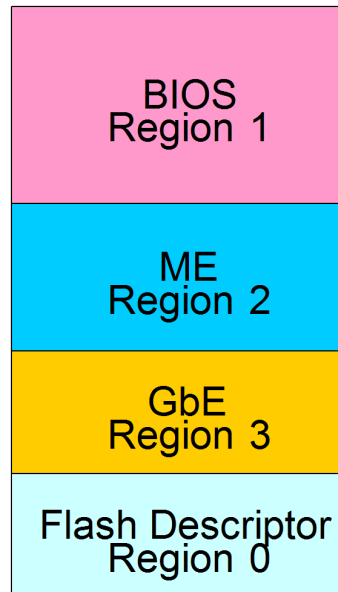 BIOS
Region 1
ME
Region 2
GbE
Region 3
Flash Descriptor
Region 0